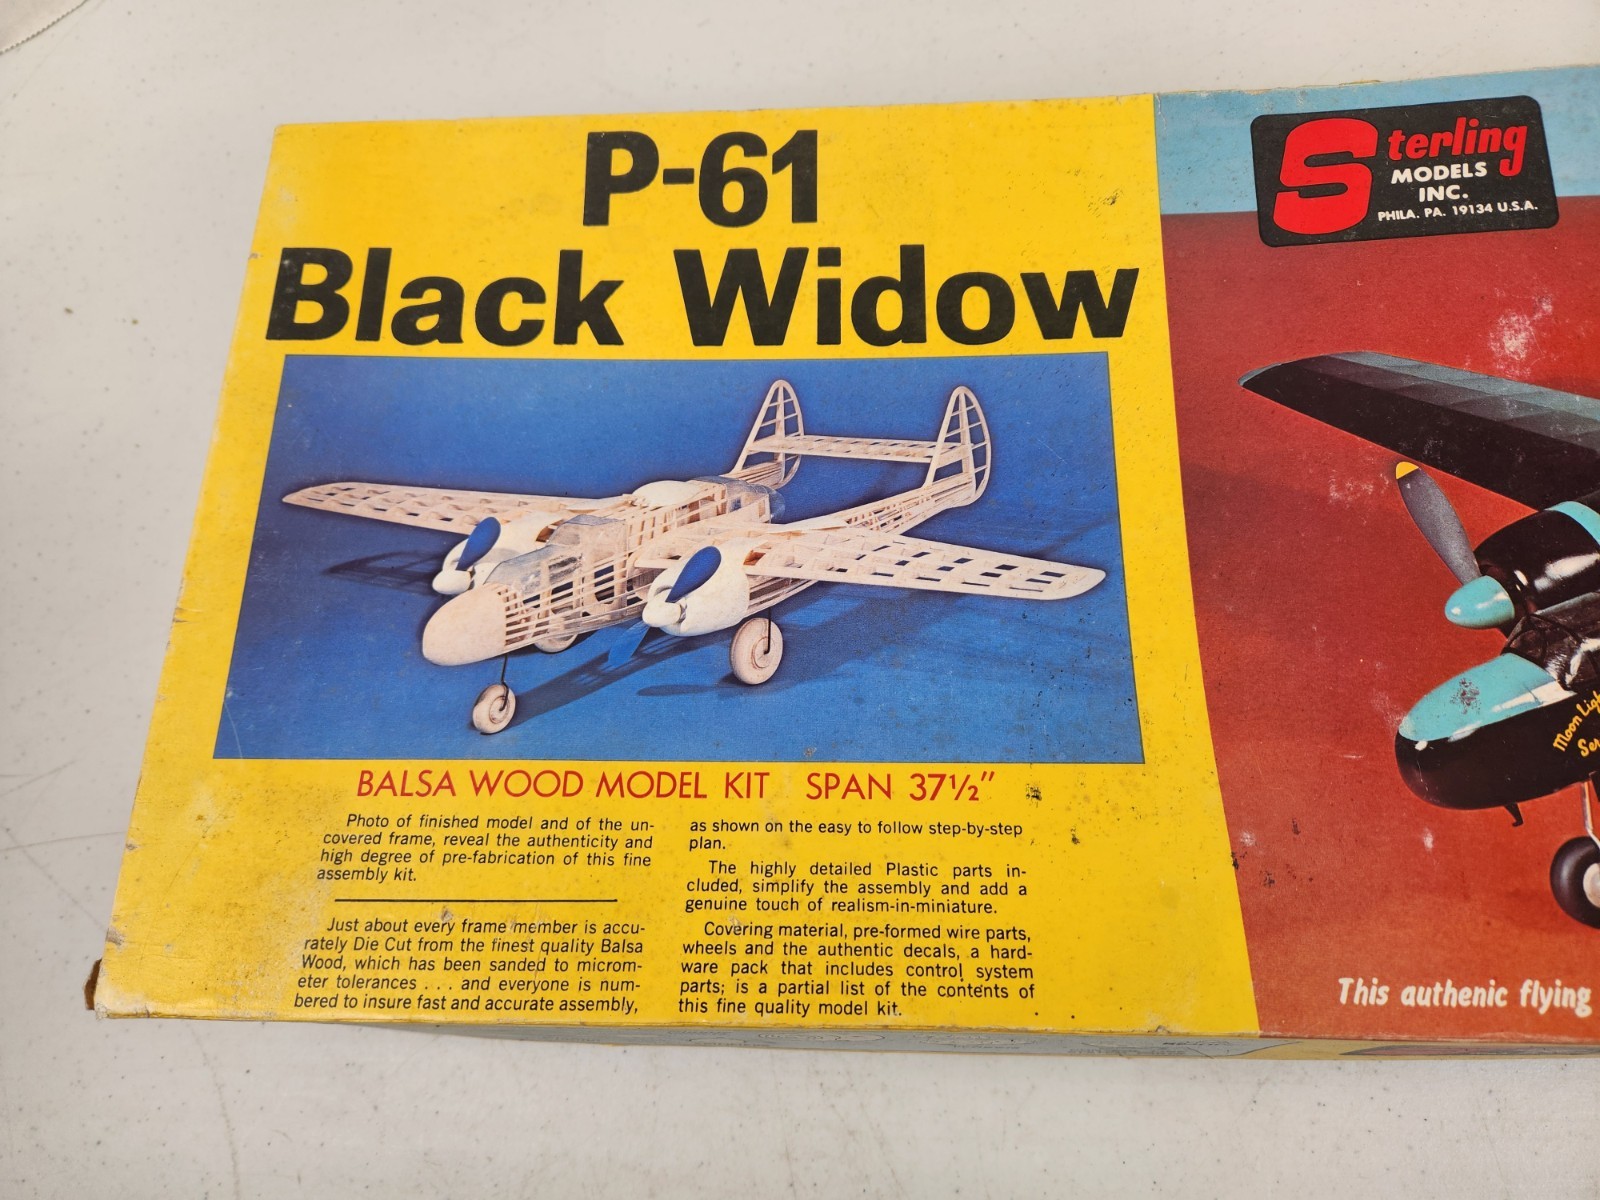 P-61
Black Widow
BALSA WOOD MODEL KIT SPAN 37½"
Photo of finished model and of the un-
covered frame, reveal the authenticity and
high degree of pre-fabrication of this fine
assembly kit.
Just about every frame member is accu-
rately Die Cut from the finest quality Balsa
Wood, which has been sanded to microm-
eter tolerances . . . and everyone is num-
bered to insure fast and accurate assembly,
as shown on the easy to follow step-by-step
plan.
The highly detailed Plastic parts in-
cluded, simplify the assembly and add a
genuine touch of realism-in-miniature.
Covering material, pre-formed wire parts,
wheels and the authentic decals, a hard-
ware pack that includes control system
parts; is a partial list of the contents of
this fine quality model kit.
Sterling
MODELS
INC.
PHILA. PA. 19134 U.S.A.
Moon Ligh
Ser
This authenic flying